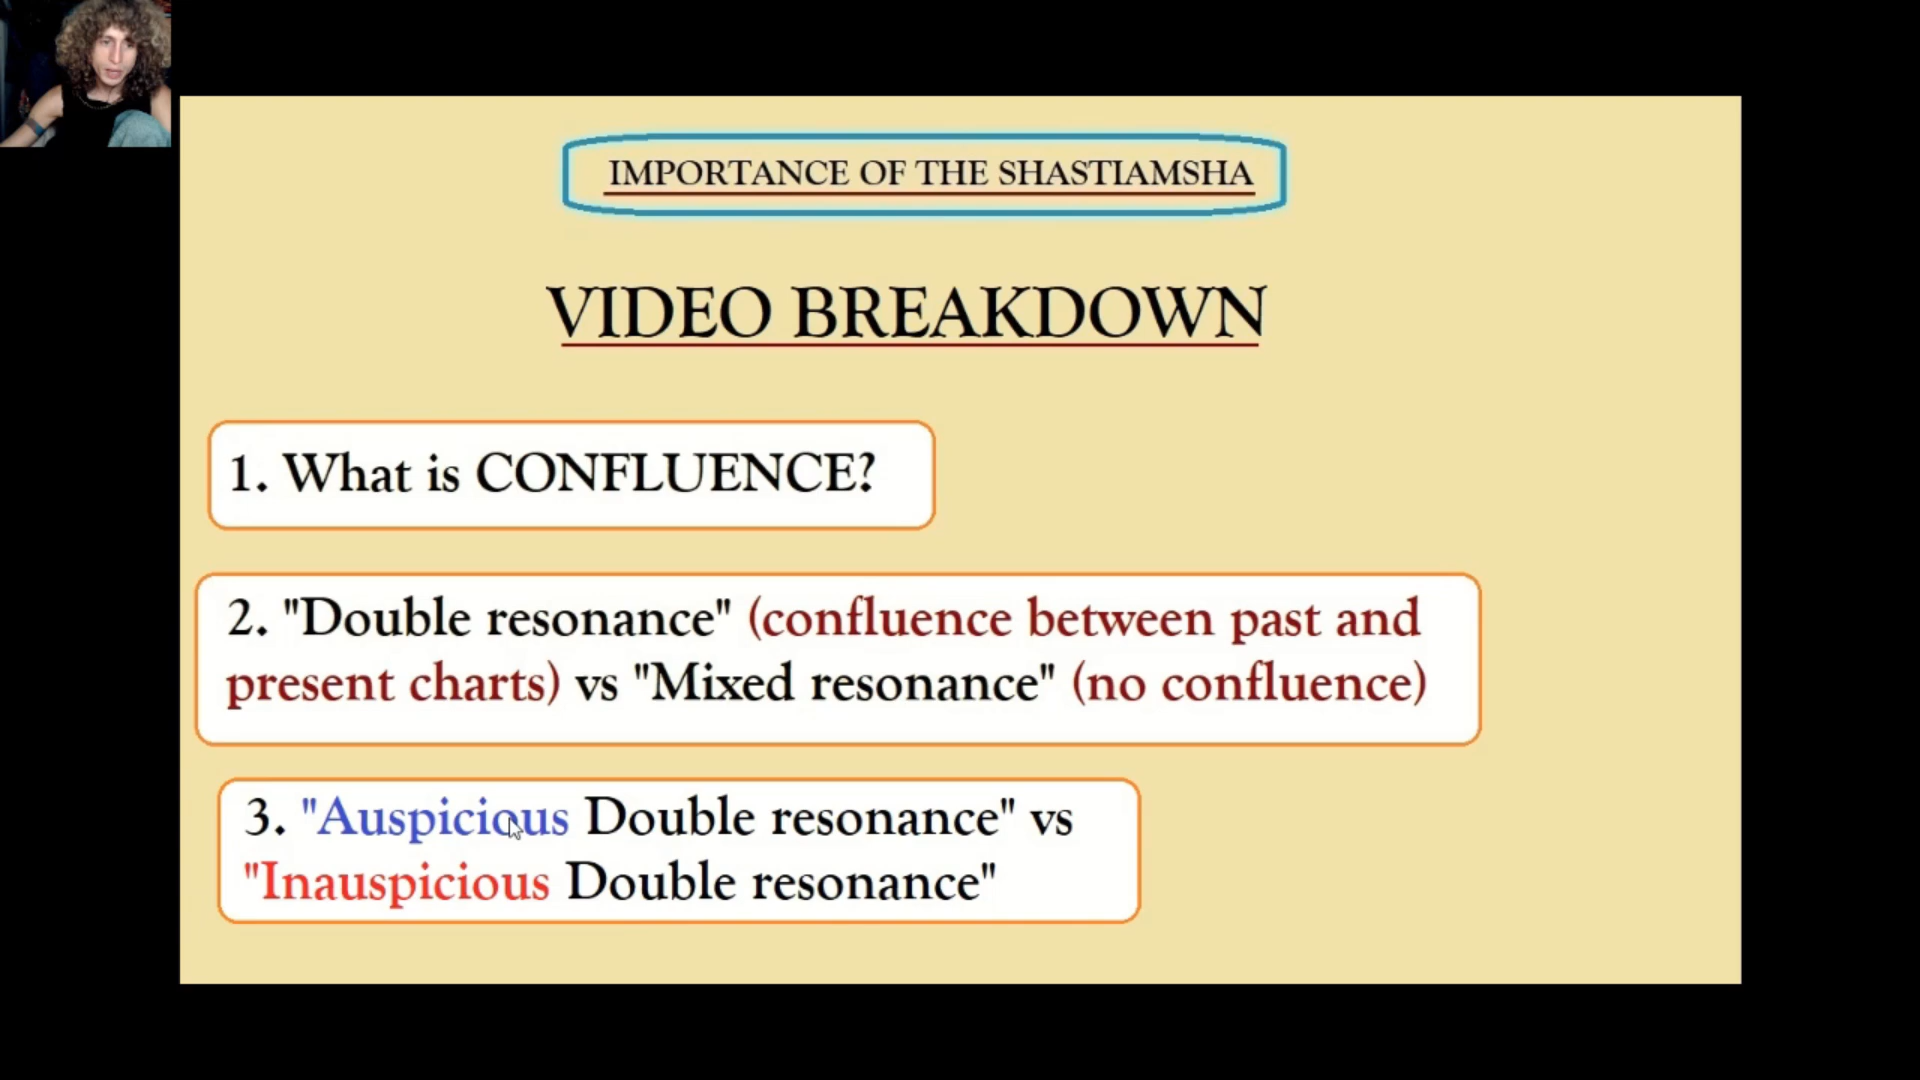 IMPORTANCE OF THE SHASTIAMSHA
VIDEO BREAKDOWN
1. What is CONFLUENCE?
2. "Double resonance" (confluence between past and
present charts) vs "Mixed resonance" (no confluence)
3. "Auspicious Double resonance" vs
"Inauspicious Double resonance"